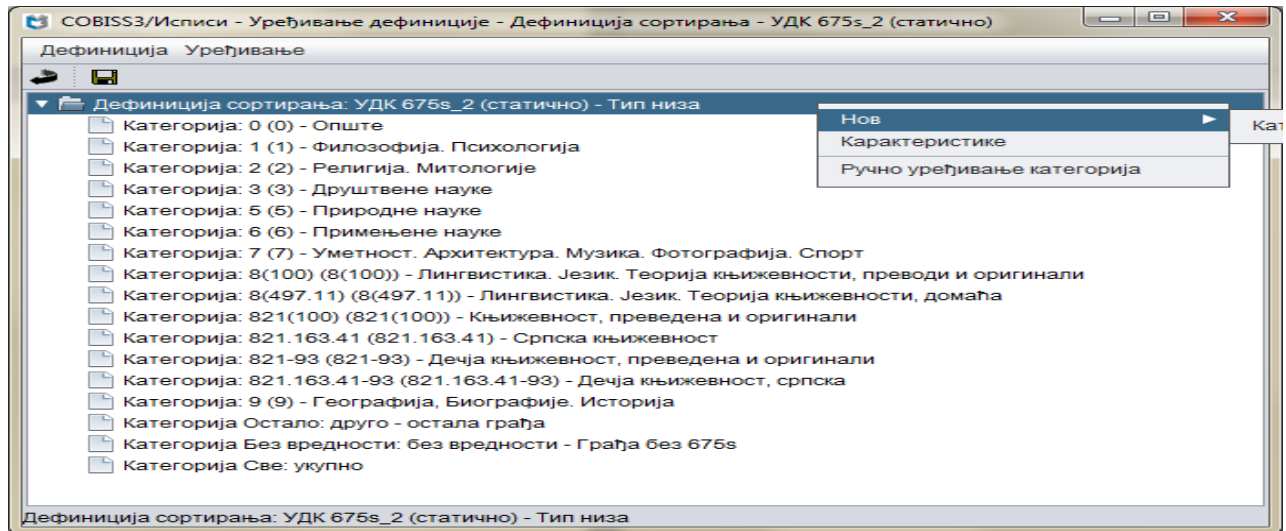 COBISS3/Исписи - Уређивање дефиниције - Дефиниција сортирања - УДК 675s_2 (статично)
Дефиниција Уређивање
Дефиниција сортирања: УДК 675s_2 (статично) - Тип низа
Категорија: 0 (0) - Опште
Категорија: 1 (1) - Филозофија. Психологија
Категорија: 2 (2) - Религија. Митологије
Категорија: 3 (3) - Друштвене науке
Категорија: 5 (5) - Природне науке
Категорија: 6 (6) - Примењене науке
Категорија: 7 (7) - Уметност. Архитектура. Музика. Фотографија. Спорт
Категорија: 8(100) (8(100)) - Лингвистика. Језик. Теорија књижевности, преводи и оригинали
Категорија: 8(497.11) (8(497.11)) - Лингвистика. Језик. Теорија књижевности, домаћа
Категорија: 821(100) (821(100)) - Књижевност, преведена и оригинали
Категорија: 821.163.41 (821.163.41) - Српска књижевност
Категорија: 821-93 (821-93) - Дечја књижевност, преведена и оригинали
Категорија: 821.163.41-93 (821.163.41-93) - Дечја књижевност, српска
Категорија: 9 (9) - Географија, Биографије. Историја
Категорија Остало: друго - остала грађа
Категорија Без вредности: без вредности - Грађа без 675s
Категорија Све: укупно
Нов
Карактеристике
Ручно уређивање категорија
Дефиниција сортирања: УДК 675s_2 (статично) - Тип низа